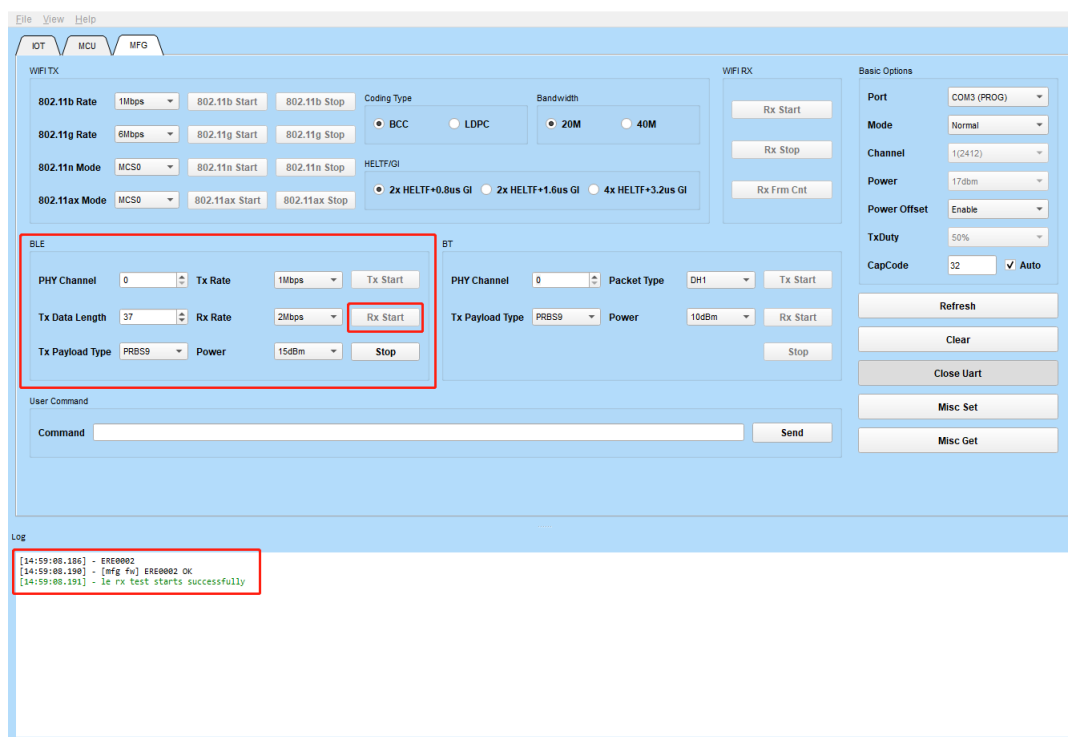 File View Help
IOT MCU MFG
WIFI TX
802.11b Rate 1Mbps 802.11b Start 802.11b Stop
802.11g Rate 6Mbps 802.11g Start 802.11g Stop
802.11n Mode MCS0 802.11n Start 802.11n Stop
802.11ax Mode MCS0 802.11ax Start 802.11ax Stop
Coding Type
BCC LDPC
Bandwidth
20M 40M
HELTF/GI
2x HELTF+0.8us GI 2x HELTF+1.6us GI 4x HELTF+3.2us GI
WIFI RX
Rx Start
Rx Stop
Rx Frm Cnt
Basic Options
Port COM3 (PROG)
Mode Normal
Channel 1(2412)
Power 17dbm
Power Offset Enable
TxDuty 50%
CapCode 32 Auto
Refresh
Clear
Close Uart
Misc Set
Misc Get
BLE
PHY Channel 0 Tx Rate 1Mbps Tx Start
Tx Data Length 37 Rx Rate 2Mbps Rx Start
Tx Payload Type PRBS9 Power 15dBm Stop
BT
PHY Channel 0 Packet Type DH1 Tx Start
Tx Payload Type PRBS9 Power 10dBm Rx Start
Stop
User Command
Command Send
Log
[14:59:08.186] - ERE0002
[14:59:08.190] - [mfg fw] ERE0002 OK
[14:59:08.191] - le rx test starts successfully